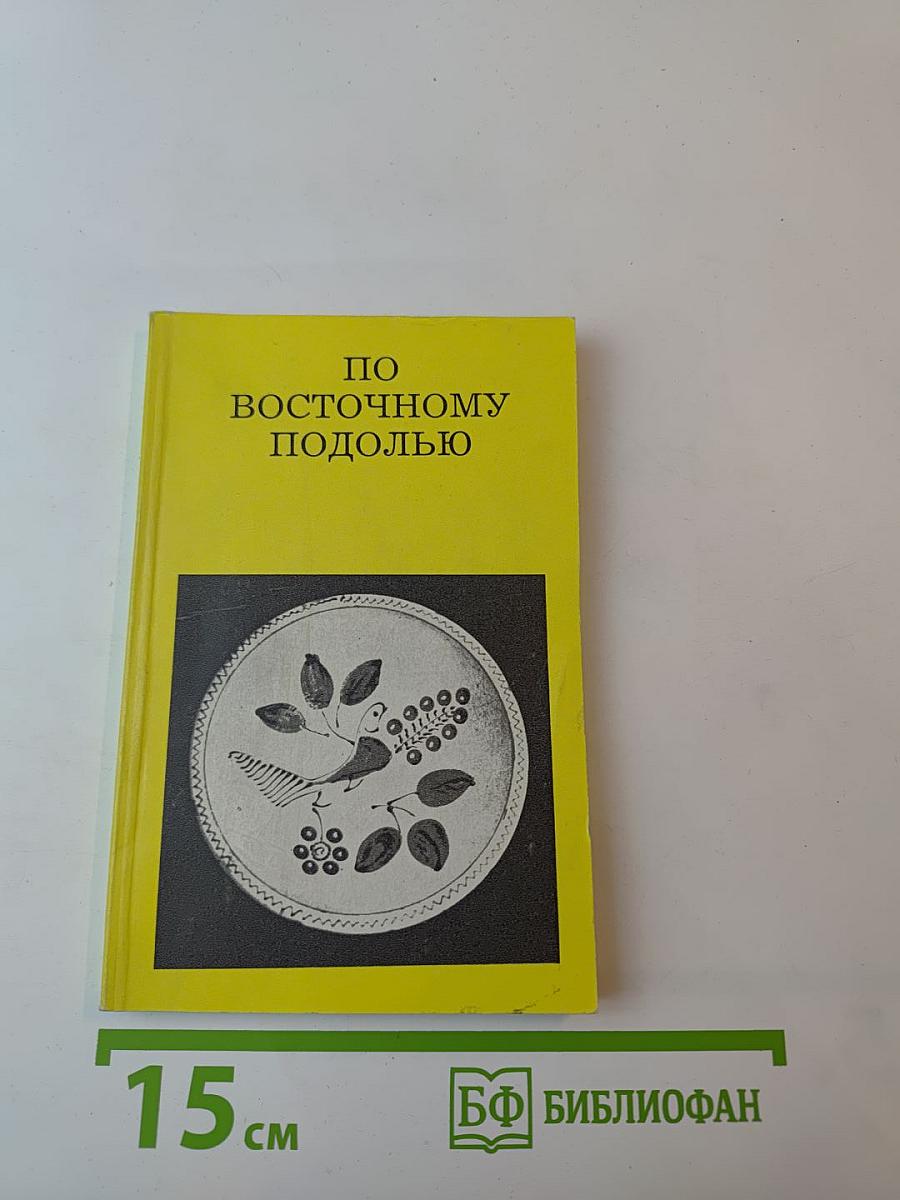 ПО
ВОСТОЧНОМУ
ПОДОЛЬЮ
15 см
БФ БИБЛИОФАН